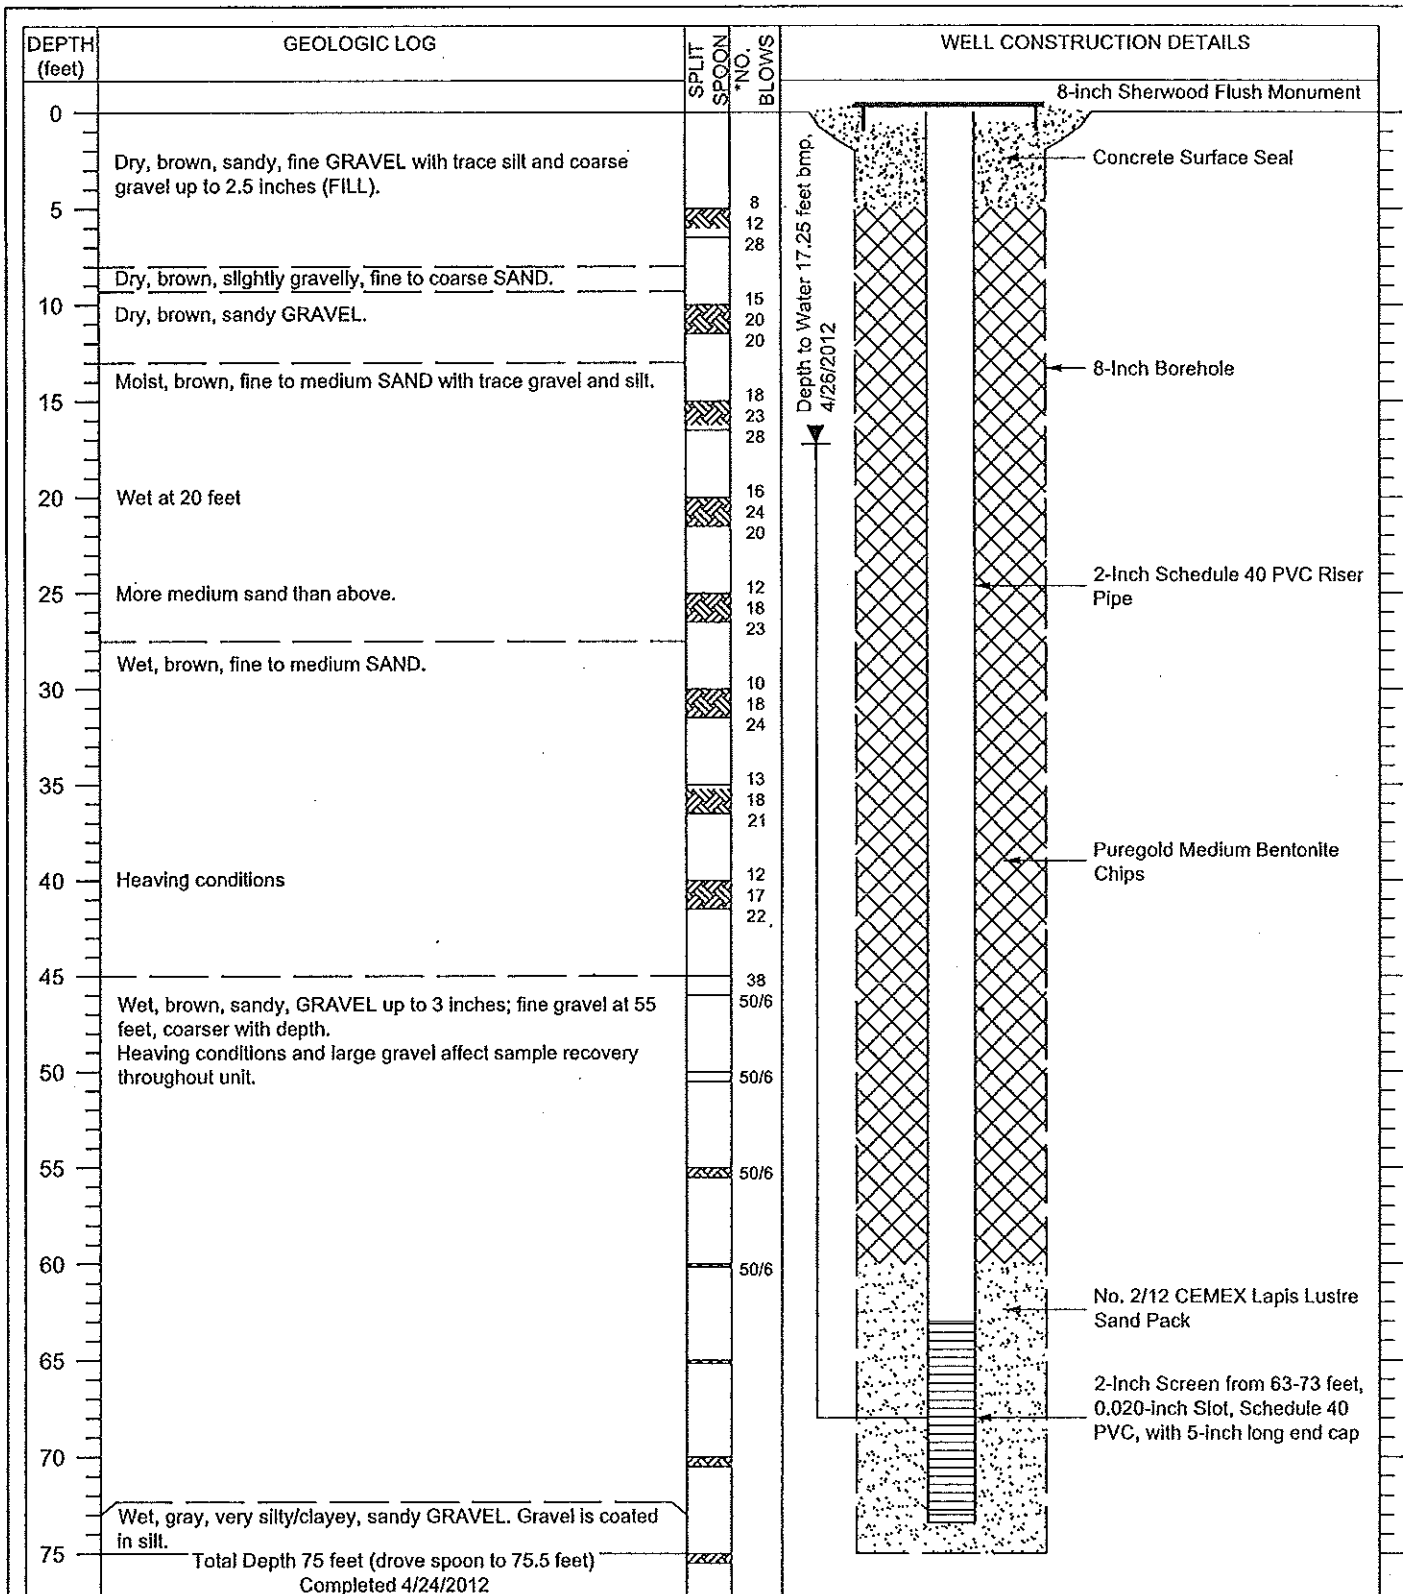 DEPTH
(feet)
GEOLOGIC LOG
SPLIT
SPOON
*NO.
BLOWS
WELL CONSTRUCTION DETAILS
8-inch Sherwood Flush Monument
0
Dry, brown, sandy, fine GRAVEL with trace silt and coarse
gravel up to 2.5 inches (FILL).
Concrete Surface Seal
5
8
12
28
Dry, brown, slightly gravelly, fine to coarse SAND.
10
Dry, brown, sandy GRAVEL.
15
20
20
Depth to Water 17.25 feet bmp,
4/26/2012
8-Inch Borehole
Moist, brown, fine to medium SAND with trace gravel and silt.
15
18
23
28
20
Wet at 20 feet
16
24
20
2-Inch Schedule 40 PVC Riser
Pipe
25
More medium sand than above.
12
18
23
Wet, brown, fine to medium SAND.
30
10
18
24
35
13
18
21
Puregold Medium Bentonite
Chips
40
Heaving conditions
12
17
22
45
38
50/6
Wet, brown, sandy, GRAVEL up to 3 inches; fine gravel at 55
feet, coarser with depth.
Heaving conditions and large gravel affect sample recovery
throughout unit.
50
50/6
55
50/6
60
50/6
No. 2/12 CEMEX Lapis Lustre
Sand Pack
65
2-Inch Screen from 63-73 feet,
0.020-inch Slot, Schedule 40
PVC, with 5-inch long end cap
70
Wet, gray, very silty/clayey, sandy GRAVEL. Gravel is coated
in silt.
75
Total Depth 75 feet (drove spoon to 75.5 feet)
Completed 4/24/2012